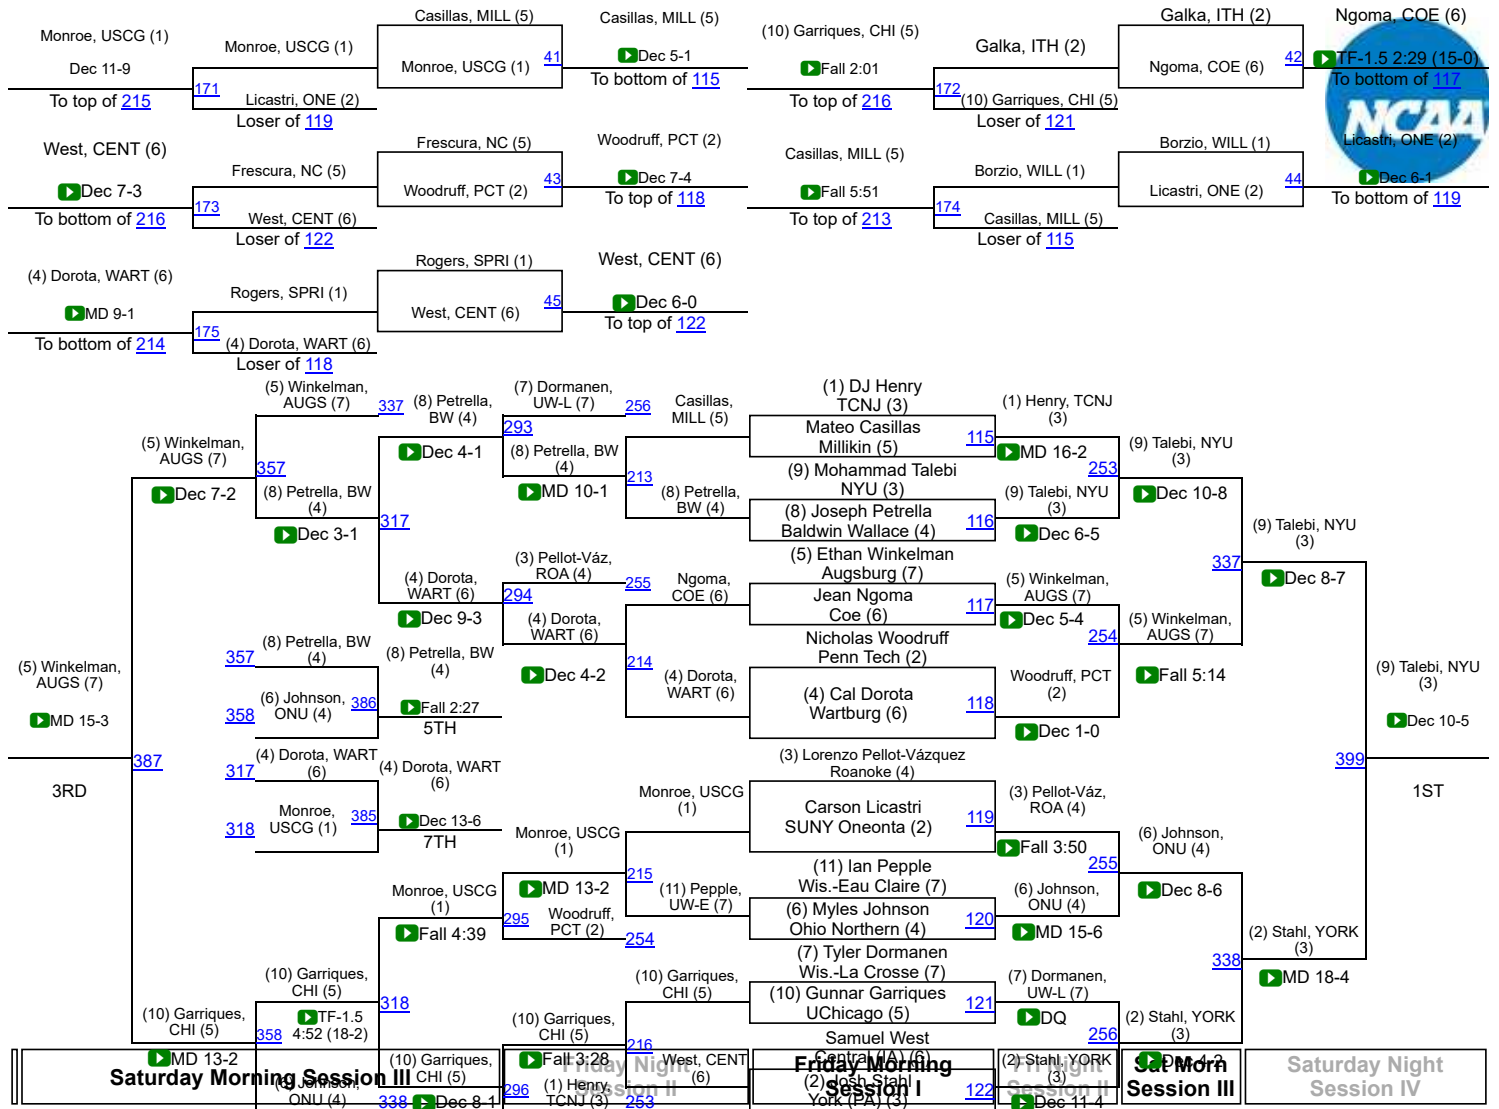 Monroe, USCG (1)
Dec 11-9
To top of 215
Monroe, USCG (1)
171
Licastri, ONE (2)
Loser of 119
Casillas, MILL (5)
Monroe, USCG (1)
41
Casillas, MILL (5)
Dec 5-1
To bottom of 115
(10) Garriques, CHI (5)
Fall 2:01
To top of 216
Galka, ITH (2)
172
(10) Garriques, CHI (5)
Loser of 121
Galka, ITH (2)
Ngoma, COE (6)
42
Ngoma, COE (6)
TF-1.5 2:29 (15-0)
To bottom of 117
NCAA
West, CENT (6)
Dec 7-3
To bottom of 216
Frescura, NC (5)
173
West, CENT (6)
Loser of 122
Frescura, NC (5)
Woodruff, PCT (2)
43
Woodruff, PCT (2)
Dec 7-4
To top of 118
Casillas, MILL (5)
Fall 5:51
To top of 213
Borzio, WILL (1)
174
Casillas, MILL (5)
Loser of 115
Borzio, WILL (1)
Licastri, ONE (2)
44
Licastri, ONE (2)
Dec 6-1
To bottom of 119
(4) Dorota, WART (6)
MD 9-1
To bottom of 214
Rogers, SPRI (1)
175
(4) Dorota, WART (6)
Loser of 118
Rogers, SPRI (1)
West, CENT (6)
45
West, CENT (6)
Dec 6-0
To top of 122
(5) Winkelman,
AUGS (7)
MD 15-3
387
3RD
(5) Winkelman,
AUGS (7)
Dec 7-2
(5) Winkelman,
AUGS (7)
337
357
(8) Petrella, BW
(4)
Dec 3-1
(8) Petrella,
BW (4)
Dec 4-1
317
(4) Dorota,
WART (6)
Dec 9-3
(7) Dormanen,
UW-L (7)
256
293
(8) Petrella, BW
(4)
MD 10-1
(3) Pellot-Váz,
ROA (4)
255
294
(4) Dorota,
WART (6)
Dec 4-2
Casillas,
MILL (5)
213
(8) Petrella,
BW (4)
Ngoma,
COE (6)
214
(4) Dorota,
WART (6)
(1) DJ Henry
TCNJ (3)
Mateo Casillas
Millikin (5)
115
(9) Mohammad Talebi
NYU (3)
(8) Joseph Petrella
Baldwin Wallace (4)
116
(5) Ethan Winkelman
Augsburg (7)
Jean Ngoma
Coe (6)
117
Nicholas Woodruff
Penn Tech (2)
(4) Cal Dorota
Wartburg (6)
118
(1) Henry, TCNJ
(3)
MD 16-2
253
(9) Talebi, NYU
(3)
Dec 6-5
(5) Winkelman,
AUGS (7)
Dec 5-4
254
Woodruff, PCT
(2)
Dec 1-0
(9) Talebi, NYU
(3)
Dec 10-8
337
(5) Winkelman,
AUGS (7)
Fall 5:14
(9) Talebi, NYU
(3)
Dec 8-7
(9) Talebi, NYU
(3)
Dec 10-5
399
1ST
357
(8) Petrella, BW
(4)
358
(6) Johnson,
ONU (4)
386
(8) Petrella, BW
(4)
Fall 2:27
5TH
317
(4) Dorota, WART
(6)
318
Monroe,
USCG (1)
385
(4) Dorota, WART
(6)
Dec 13-6
7TH
(10) Garriques,
CHI (5)
MD 13-2
(10) Garriques,
CHI (5)
TF-1.5
4:52 (18-2)
358
(6) Johnson,
ONU (4)
338
Monroe, USCG
(1)
Fall 4:39
318
(10) Garriques,
CHI (5)
Dec 8-1
Monroe, USCG
(1)
MD 13-2
295
Woodruff,
PCT (2)
254
(10) Garriques,
CHI (5)
Fall 3:28
296
(1) Henry,
TCNJ (3)
253
Monroe, USCG
(1)
215
(11) Pepple,
UW-E (7)
(10) Garriques,
CHI (5)
216
West, CENT
(6)
(3) Lorenzo Pellot-Vázquez
Roanoke (4)
Carson Licastri
SUNY Oneonta (2)
119
(11) Ian Pepple
Wis.-Eau Claire (7)
(6) Myles Johnson
Ohio Northern (4)
120
(7) Tyler Dormanen
Wis.-La Crosse (7)
(10) Gunnar Garriques
UChicago (5)
121
Samuel West
Central (IA) (6)
(2) Josh Stahl
York (PA) (3)
122
(3) Pellot-Váz,
ROA (4)
Fall 3:50
255
(6) Johnson,
ONU (4)
MD 15-6
(7) Dormanen,
UW-L (7)
DQ
256
(2) Stahl, YORK
(3)
Dec 11-4
(6) Johnson,
ONU (4)
Dec 8-6
338
(2) Stahl, YORK
(3)
Dec 4-2
(2) Stahl, YORK
(3)
MD 18-4
Saturday Morning Session III
Friday Night
Session II
Friday Morning
Session I
Fri Night
Session II
Sat Morn
Session III
Saturday Night
Session IV